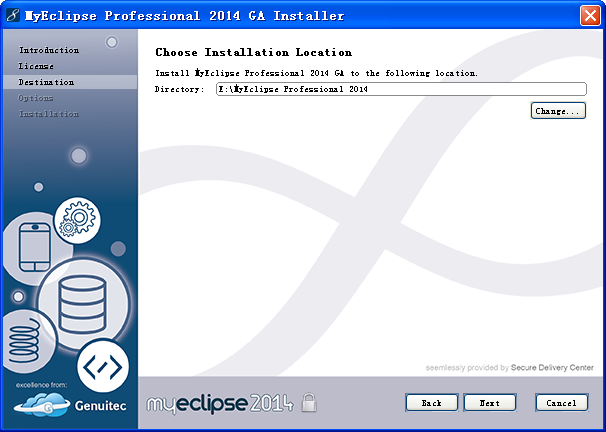 MyEclipse Professional 2014 GA Installer
Introduction
License
Destination
Options
Installation
Choose Installation Location
Install MyEclipse Professional 2014 GA to the following location.
Directory: E:\MyEclipse Professional 2014
Change...
seamlessly provided by Secure Delivery Center
excellence from:
Genuitec
myeclipse 2014
Back Next Cancel